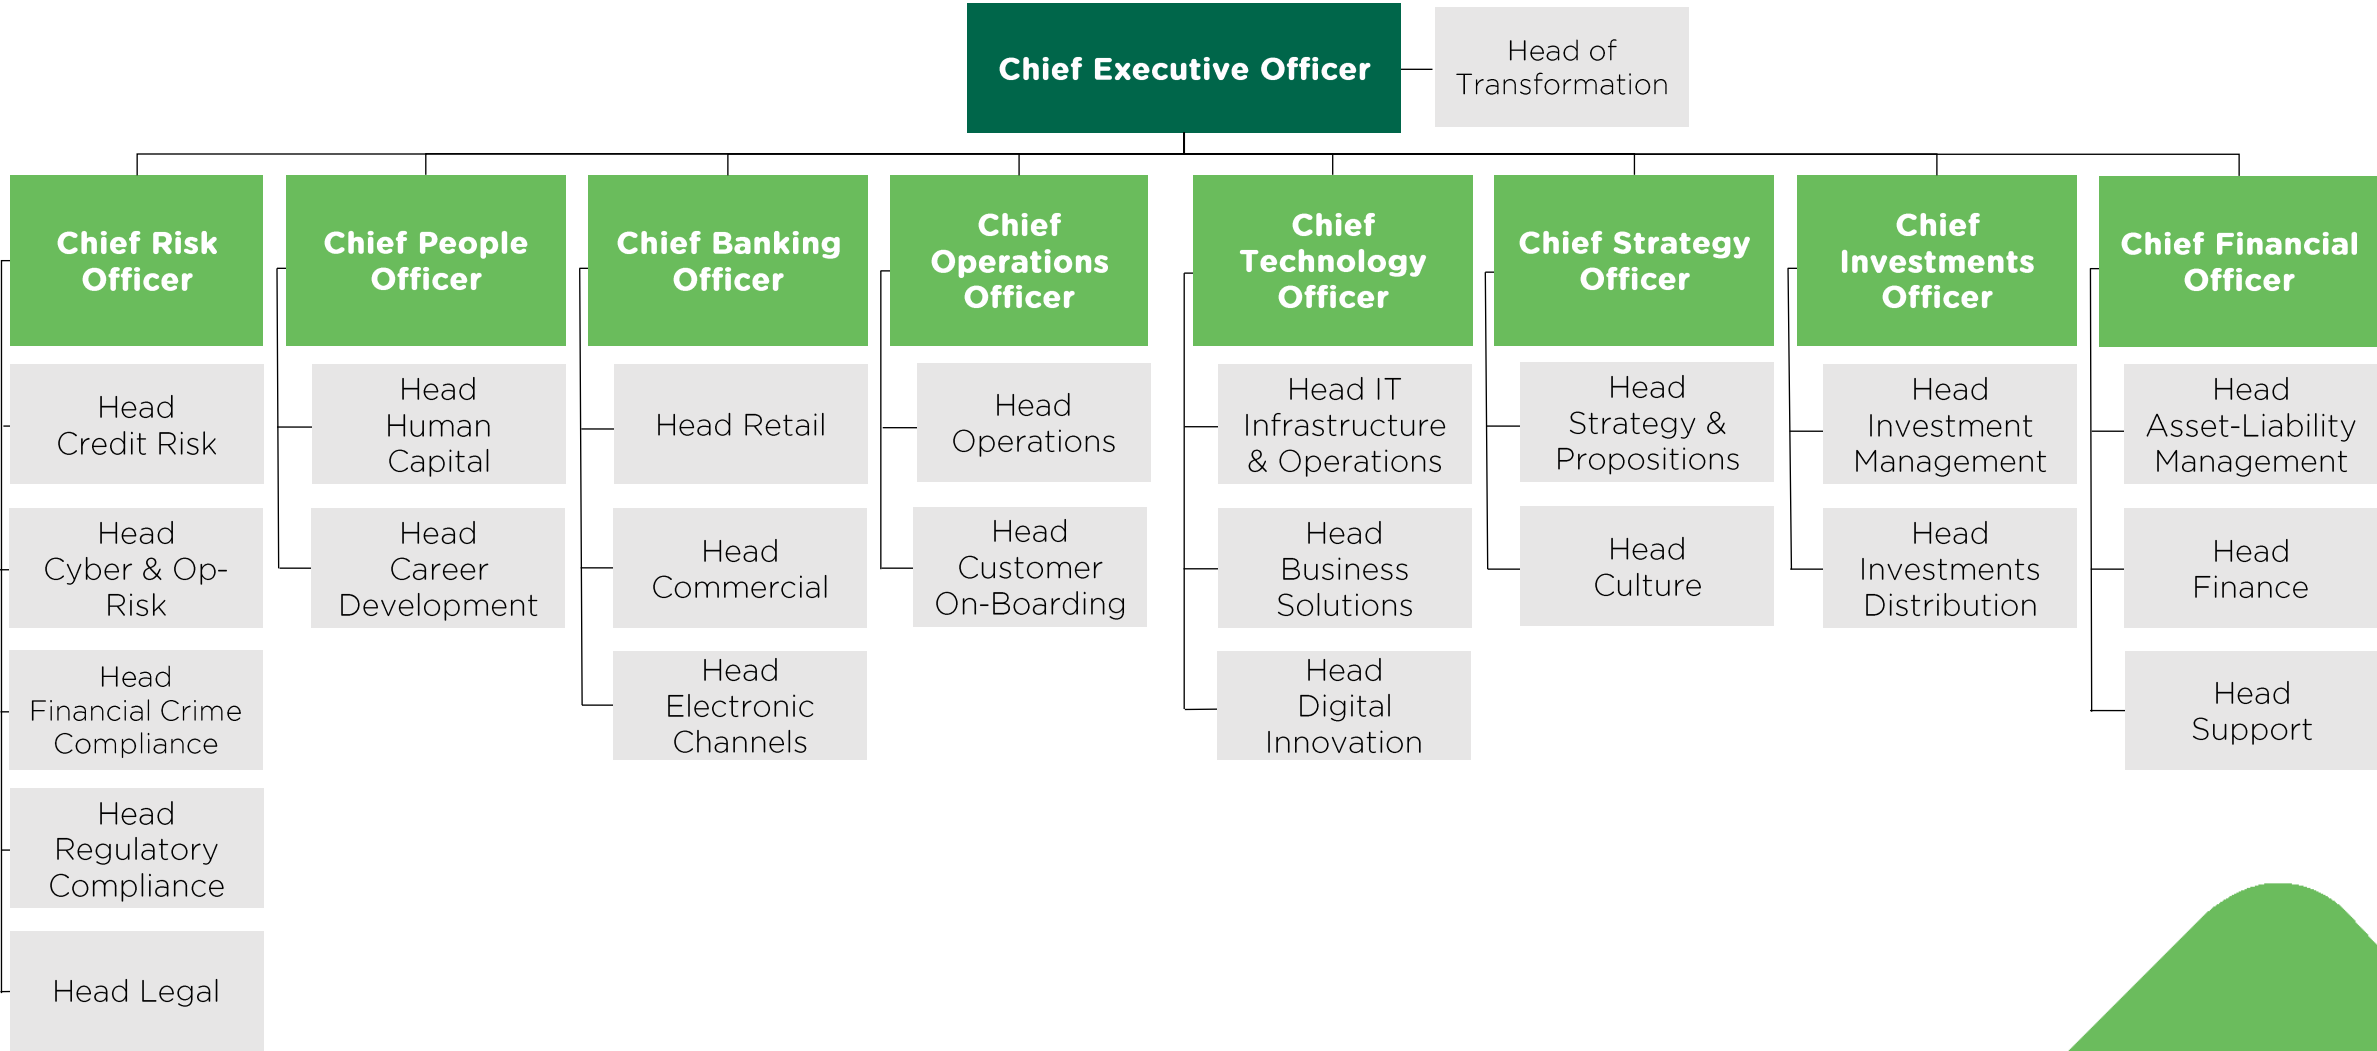 Chief Executive Officer
Head of
Transformation
Chief Risk
Officer
Chief People
Officer
Chief Banking
Officer
Chief
Operations
Officer
Chief
Technology
Officer
Chief Strategy
Officer
Chief
Investments
Officer
Chief Financial
Officer
Head
Credit Risk
Head
Cyber & Op-
Risk
Head
Financial Crime
Compliance
Head
Regulatory
Compliance
Head Legal
Head
Human
Capital
Head
Career
Development
Head Retail
Head
Commercial
Head
Electronic
Channels
Head
Operations
Head
Customer
On-Boarding
Head IT
Infrastructure
& Operations
Head
Business
Solutions
Head
Digital
Innovation
Head
Strategy &
Propositions
Head
Culture
Head
Investment
Management
Head
Investments
Distribution
Head
Asset-Liability
Management
Head
Finance
Head
Support